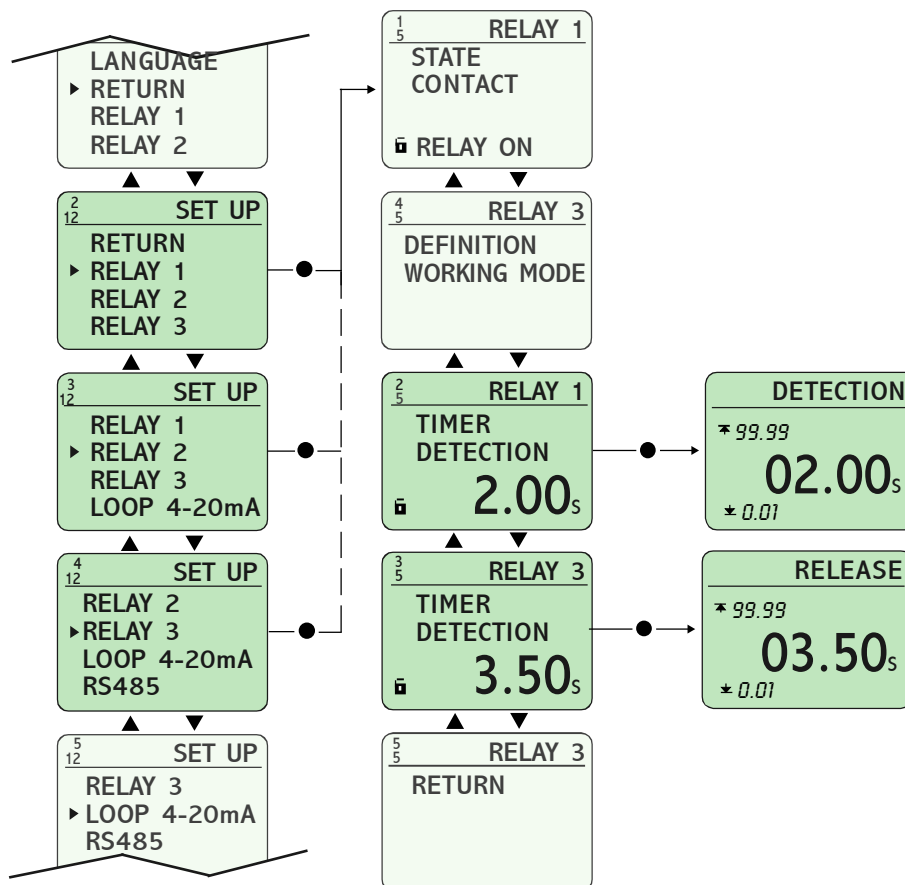 LANGUAGE
RETURN
RELAY 1
RELAY 2
2
12 SET UP
RETURN
RELAY 1
RELAY 2
RELAY 3
3
12 SET UP
RELAY 1
RELAY 2
RELAY 3
LOOP 4-20mA
4
12 SET UP
RELAY 2
RELAY 3
LOOP 4-20mA
RS485
5
12 SET UP
RELAY 3
LOOP 4-20mA
RS485
1
5 RELAY 1
STATE
CONTACT
RELAY ON
4
5 RELAY 3
DEFINITION
WORKING MODE
2
5 RELAY 1
TIMER
DETECTION
2.00s
3
5 RELAY 3
TIMER
DETECTION
3.50s
5
5 RELAY 3
RETURN
DETECTION
99.99
02.00s
0.01
RELEASE
99.99
03.50s
0.01